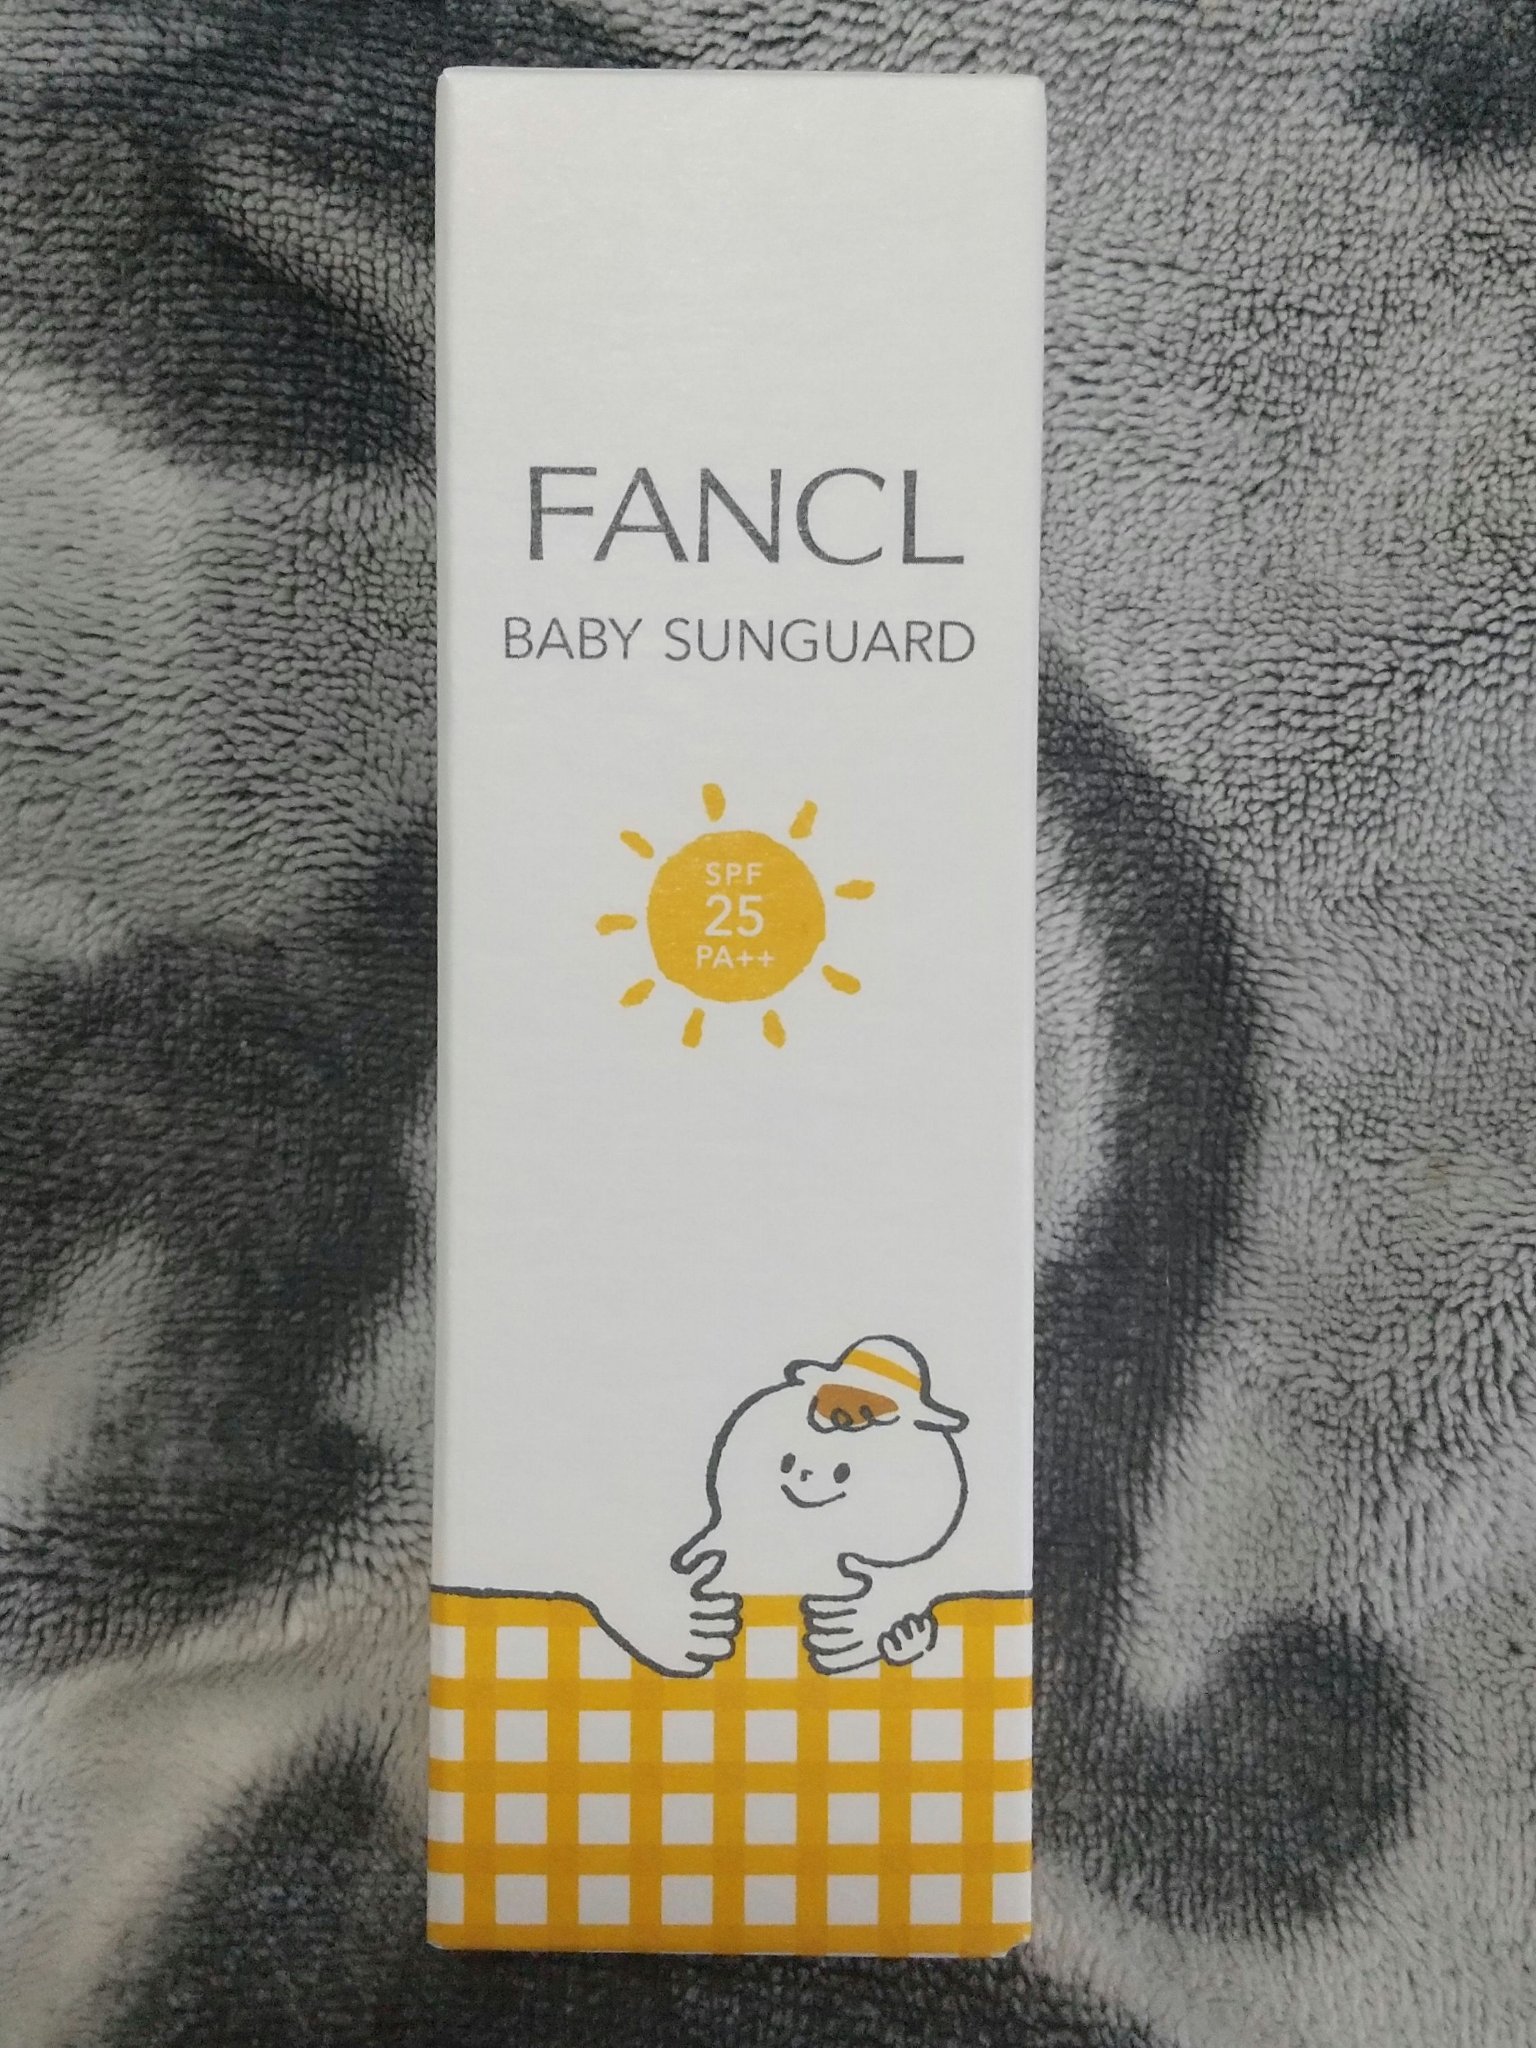 FANCL
BABY SUNGUARD
SPF
25
PA++